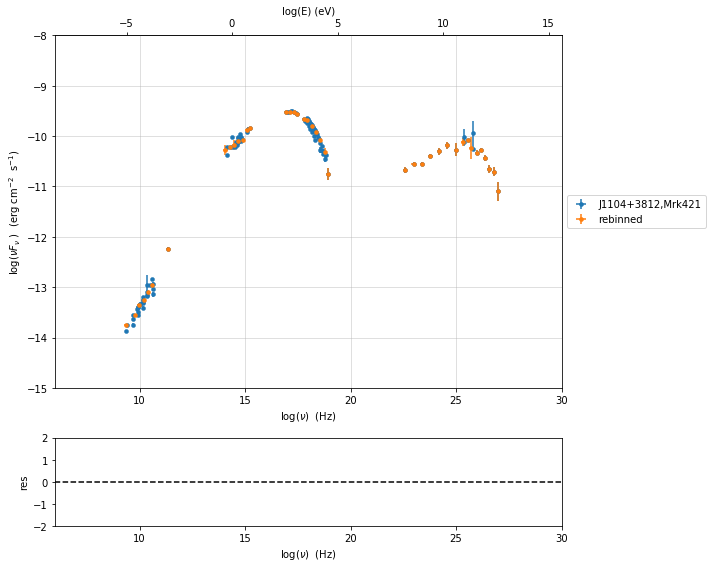 log(E) (eV)
−5 0 5 10 15
−8
−9
−10
−11
−12
−13
−14
−15
log(νFν ) (erg cm−2 s−1)
J1104+3812,Mrk421
rebinned
10 15 20 25 30
log(ν) (Hz)
2
1
0
−1
−2
res
10 15 20 25 30
log(ν) (Hz)